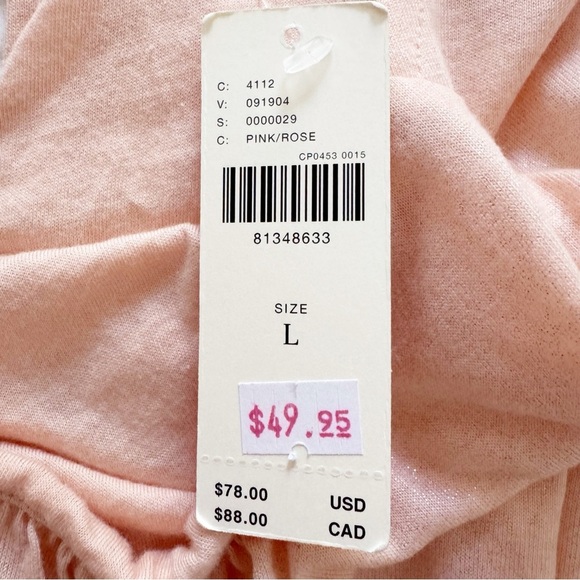 C: 4112
V: 091904
S: 0000029
C: PINK/ROSE
CP0453 0015
81348633
SIZE
L
$49.95
$78.00 USD
$88.00 CAD